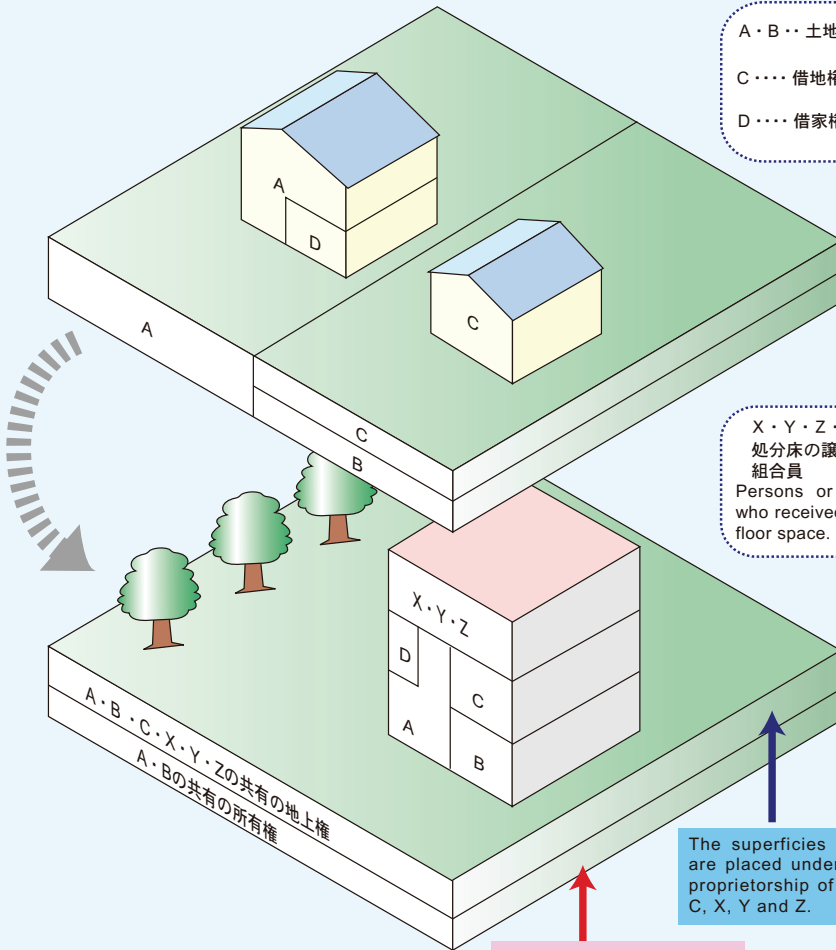 A・B・・土地
C・・・・借地権
D・・・・借家権
A
D
C
A
C
B
X・Y・Z・
処分床の譲
組合員
Persons or
who received
floor space.
X・Y・Z
D
C
A
B
A・B・C・X・Y・Zの共有の地上権
A・Bの共有の所有権
The superficies
are placed under
proprietorship of
C, X, Y and Z.